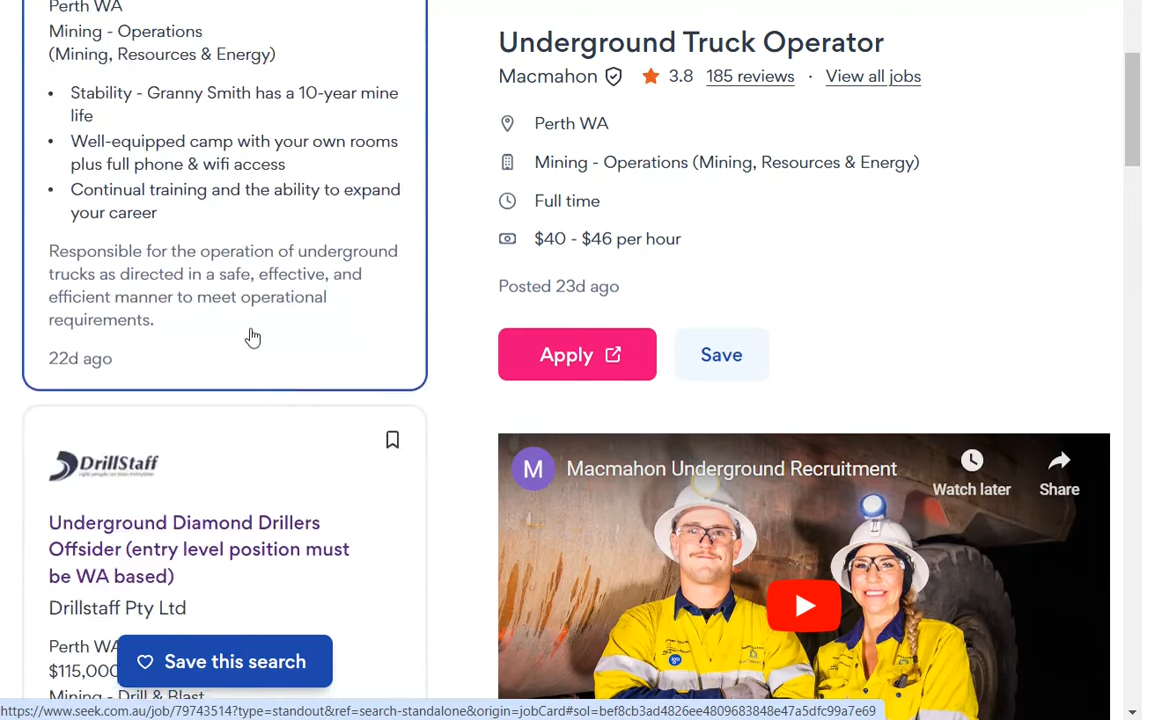 Perth WA
Mining - Operations
(Mining, Resources & Energy)
• Stability - Granny Smith has a 10-year mine
life
• Well-equipped camp with your own rooms
plus full phone & wifi access
• Continual training and the ability to expand
your career
Responsible for the operation of underground
trucks as directed in a safe, effective, and
efficient manner to meet operational
requirements.
22d ago
DrillStaff
Underground Diamond Drillers
Offsider (entry level position must
be WA based)
Drillstaff Pty Ltd
Perth WA
$115,000
Mining - Drill & Blast
Save this search
Underground Truck Operator
Macmahon 3.8 185 reviews · View all jobs
Perth WA
Mining - Operations (Mining, Resources & Energy)
Full time
$40 - $46 per hour
Posted 23d ago
Apply
Save
M
Macmahon Underground Recruitment
Watch later
Share
https://www.seek.com.au/job/79743514?type=standout&ref=search-standalone&origin=jobCard#sol=bef8cb3ad4826ee4809683848e47a5dfc99a7e69